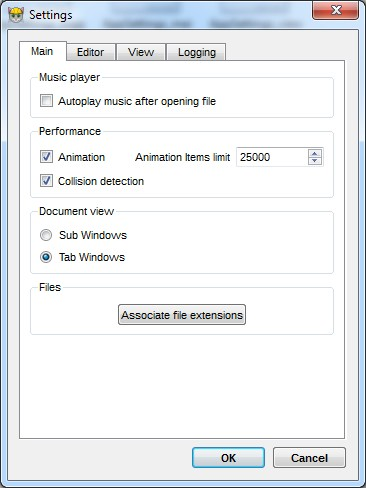 Settings
Main Editor View Logging
Music player
Autoplay music after opening file
Performance
Animation Animation Items limit 25000
Collision detection
Document view
Sub Windows
Tab Windows
Files
Associate file extensions
OK Cancel